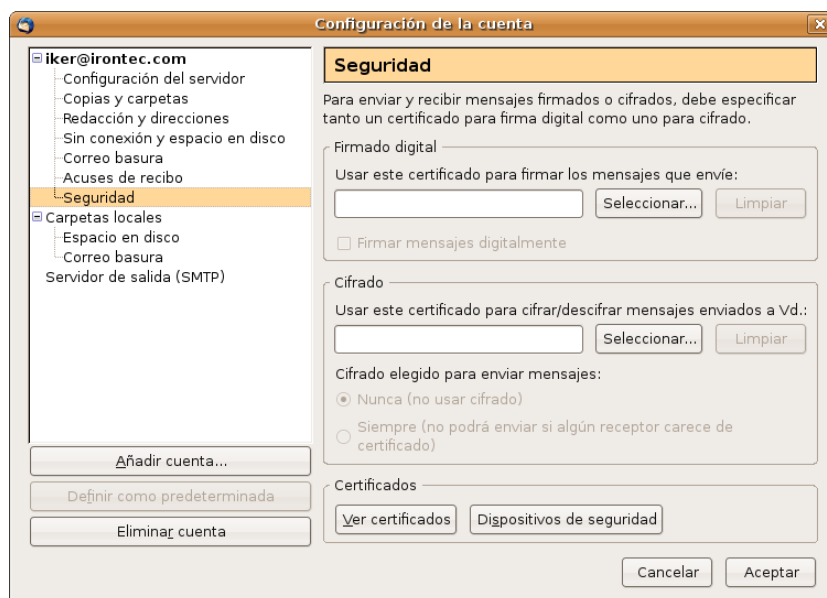 Configuración de la cuenta
iker@irontec.com
Configuración del servidor
Copias y carpetas
Redacción y direcciones
Sin conexión y espacio en disco
Correo basura
Acuses de recibo
Seguridad
Carpetas locales
Espacio en disco
Correo basura
Servidor de salida (SMTP)
Añadir cuenta...
Definir como predeterminada
Eliminar cuenta
Seguridad
Para enviar y recibir mensajes firmados o cifrados, debe especificar
tanto un certificado para firma digital como uno para cifrado.
Firmado digital
Usar este certificado para firmar los mensajes que envíe:
Seleccionar... Limpiar
Firmar mensajes digitalmente
Cifrado
Usar este certificado para cifrar/descifrar mensajes enviados a Vd.:
Seleccionar... Limpiar
Cifrado elegido para enviar mensajes:
Nunca (no usar cifrado)
Siempre (no podrá enviar si algún receptor carece de
certificado)
Certificados
Ver certificados Dispositivos de seguridad
Cancelar Aceptar